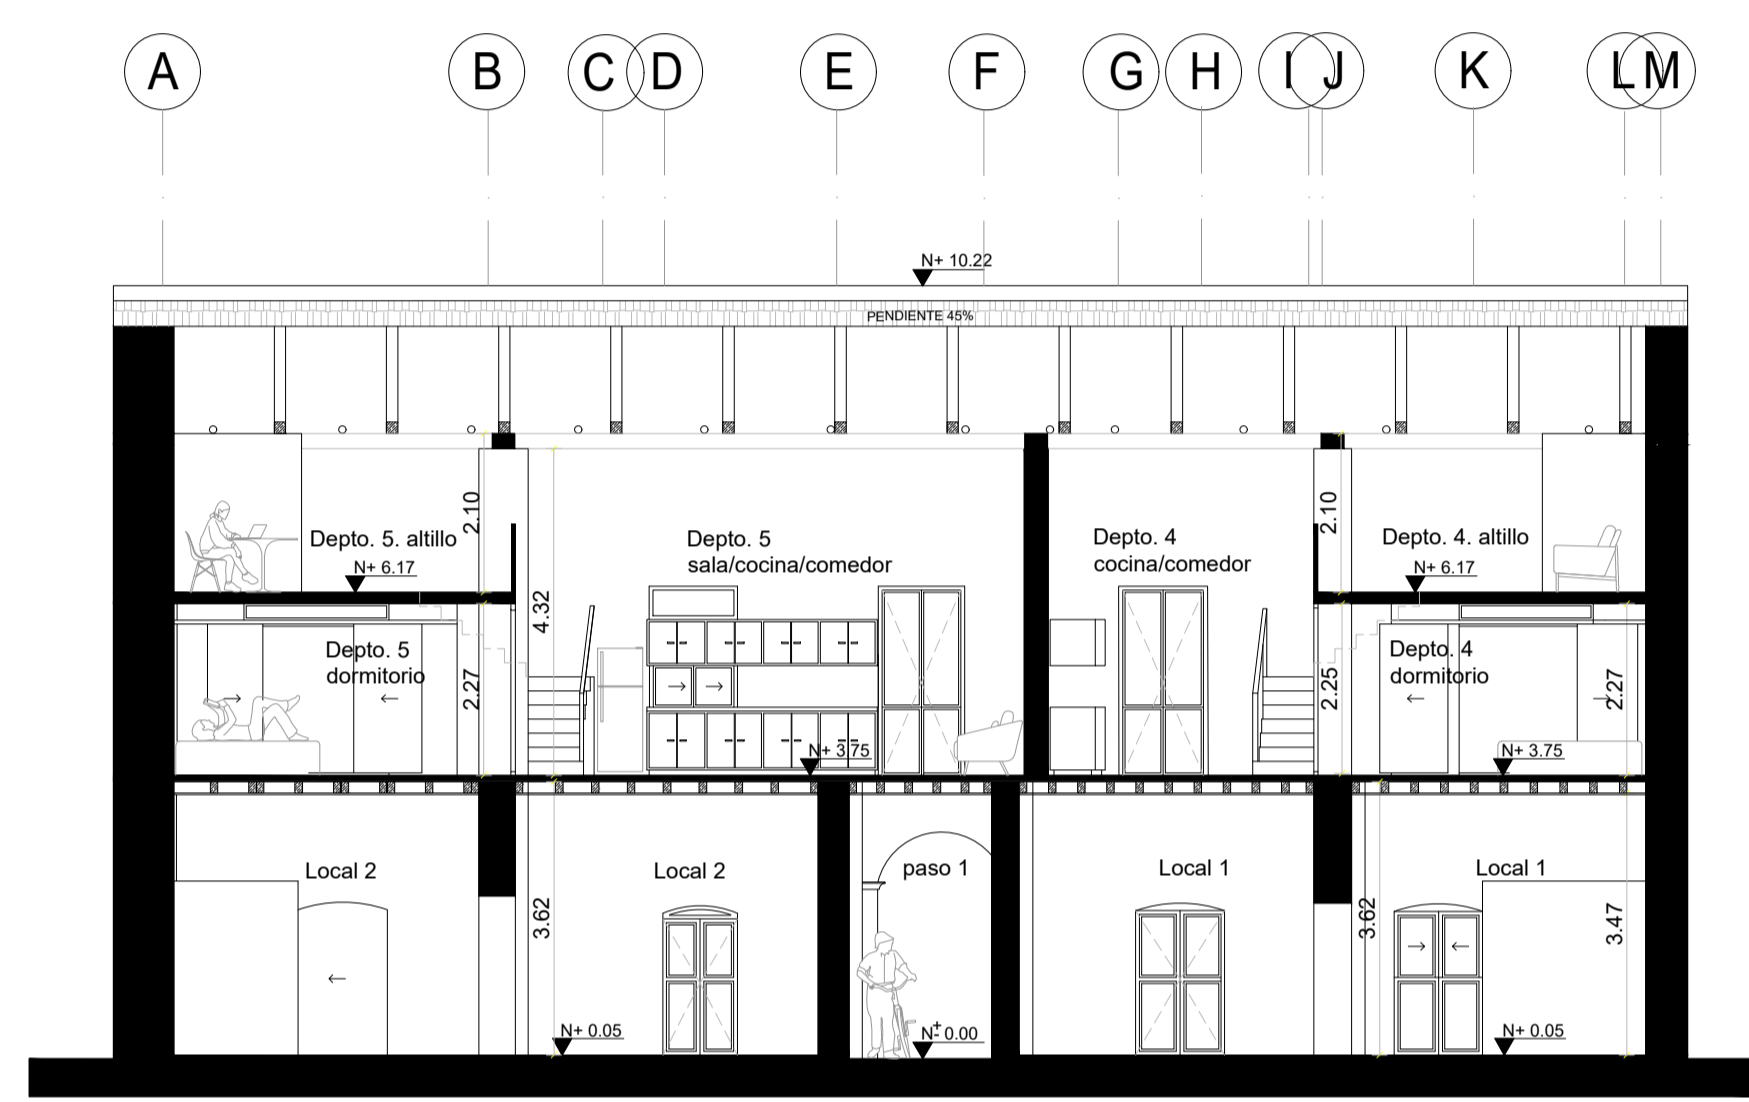 A B C D E F G H I J K L M
N+ 10.22
PENDIENTE 45%
2.10
2.10
Depto. 5. altillo
N+ 6.17
Depto. 5
sala/cocina/comedor
Depto. 4
cocina/comedor
Depto. 4. altillo
N+ 6.17
4.32
Depto. 5
dormitorio
2.27
N+ 3.75
2.25
Depto. 4
dormitorio
2.27
N+ 3.75
Local 2
Local 2
paso 1
Local 1
Local 1
3.62
3.62
3.47
N+ 0.05
N± 0.00
N+ 0.05